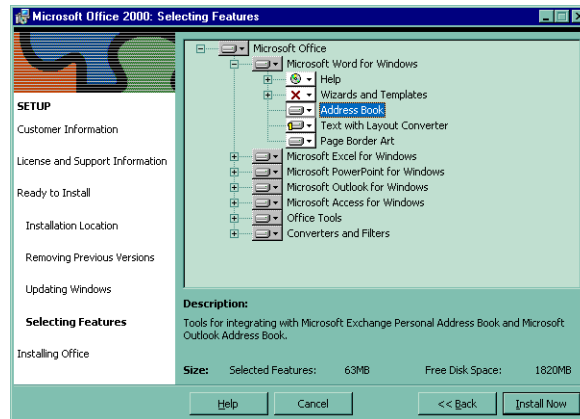 Microsoft Office 2000: Selecting Features
SETUP
Customer Information
License and Support Information
Ready to Install
Installation Location
Removing Previous Versions
Updating Windows
Selecting Features
Installing Office
Microsoft Office
Microsoft Word for Windows
Help
Wizards and Templates
Address Book
Text with Layout Converter
Page Border Art
Microsoft Excel for Windows
Microsoft PowerPoint for Windows
Microsoft Outlook for Windows
Microsoft Access for Windows
Office Tools
Converters and Filters
Description:
Tools for integrating with Microsoft Exchange Personal Address Book and Microsoft
Outlook Address Book.
Size: Selected Features: 63MB Free Disk Space: 1820MB
Help Cancel << Back Install Now